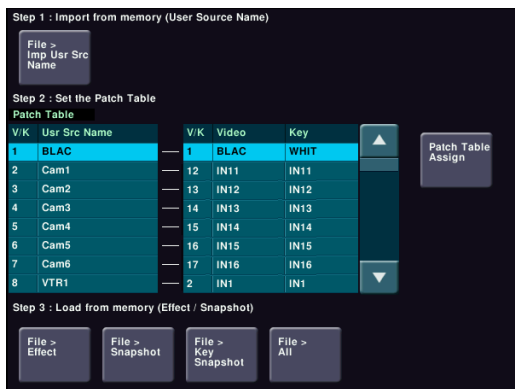 Step 1 : Import from memory (User Source Name)
File >
Imp Usr Src
Name
Step 2 : Set the Patch Table
Patch Table
V/K Usr Src Name V/K Video Key
1 BLAC 1 BLAC WHIT
2 Cam1 12 IN11 IN11
3 Cam2 13 IN12 IN12
4 Cam3 14 IN13 IN13
5 Cam4 15 IN14 IN14
6 Cam5 16 IN15 IN15
7 Cam6 17 IN16 IN16
8 VTR1 2 IN1 IN1
Patch Table
Assign
Step 3 : Load from memory (Effect / Snapshot)
File >
Effect
File >
Snapshot
File >
Key
Snapshot
File >
All